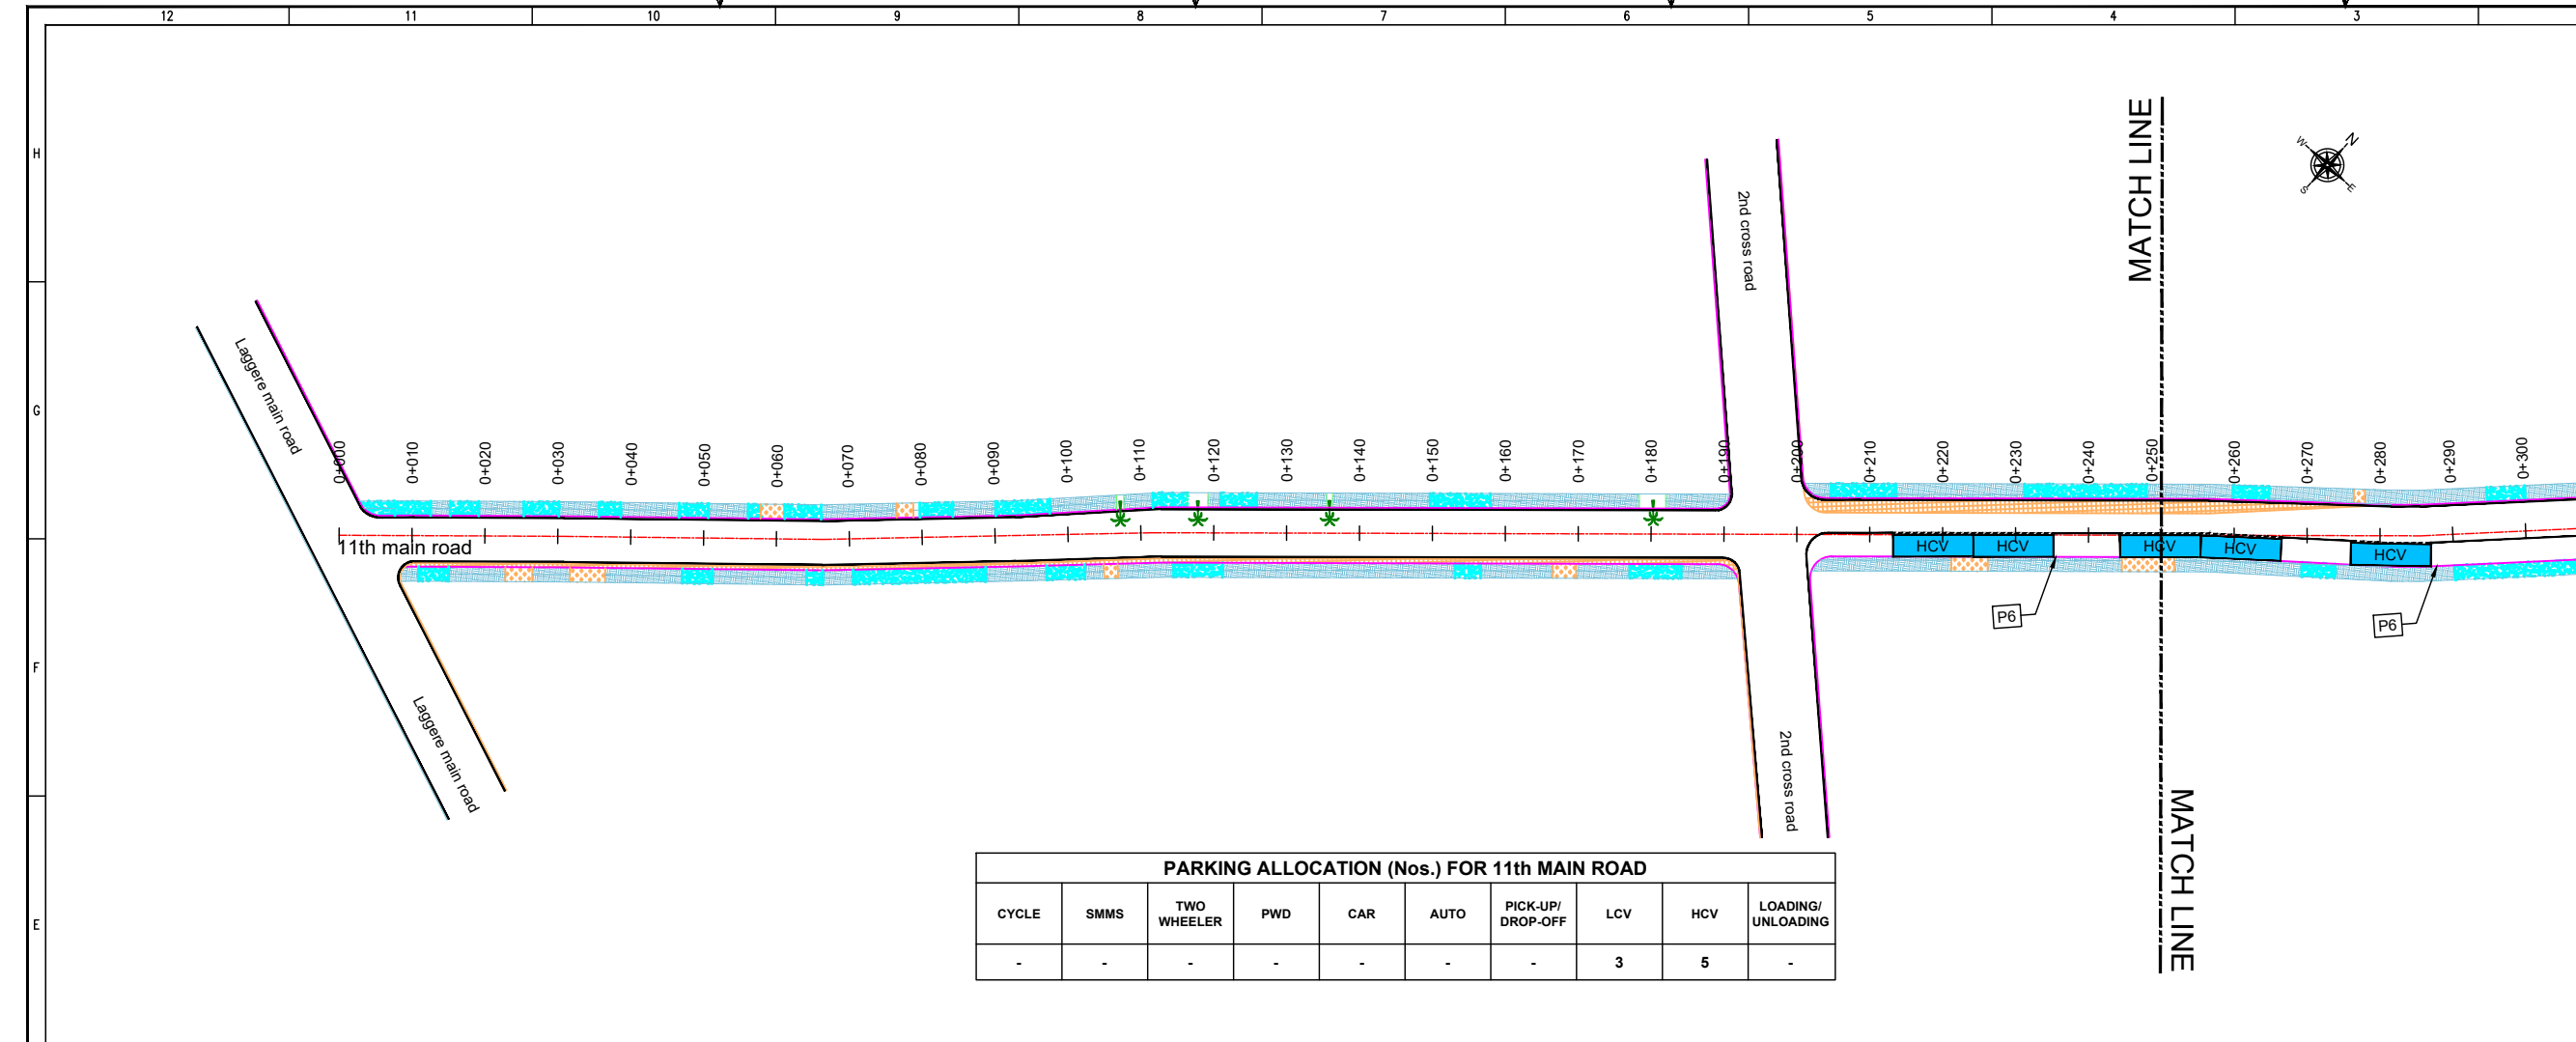 12 11 10 9 8 7 6 5 4 3
H
G
F
E
MATCH LINE
N
W
S
E
2nd cross road
Laggere main road
0+000 0+010 0+020 0+030 0+040 0+050 0+060 0+070 0+080 0+090 0+100 0+110 0+120 0+130 0+140 0+150 0+160 0+170 0+180 0+190 0+200 0+210 0+220 0+230 0+240 0+250 0+260 0+270 0+280 0+290 0+300
11th main road
HCV HCV HCV HCV HCV
P6 P6
Laggere main road
2nd cross road
MATCH LINE
PARKING ALLOCATION (Nos.) FOR 11th MAIN ROAD
CYCLE SMMS TWO WHEELER PWD CAR AUTO PICK-UP/ DROP-OFF LCV HCV LOADING/ UNLOADING
- - - - - - - 3 5 -